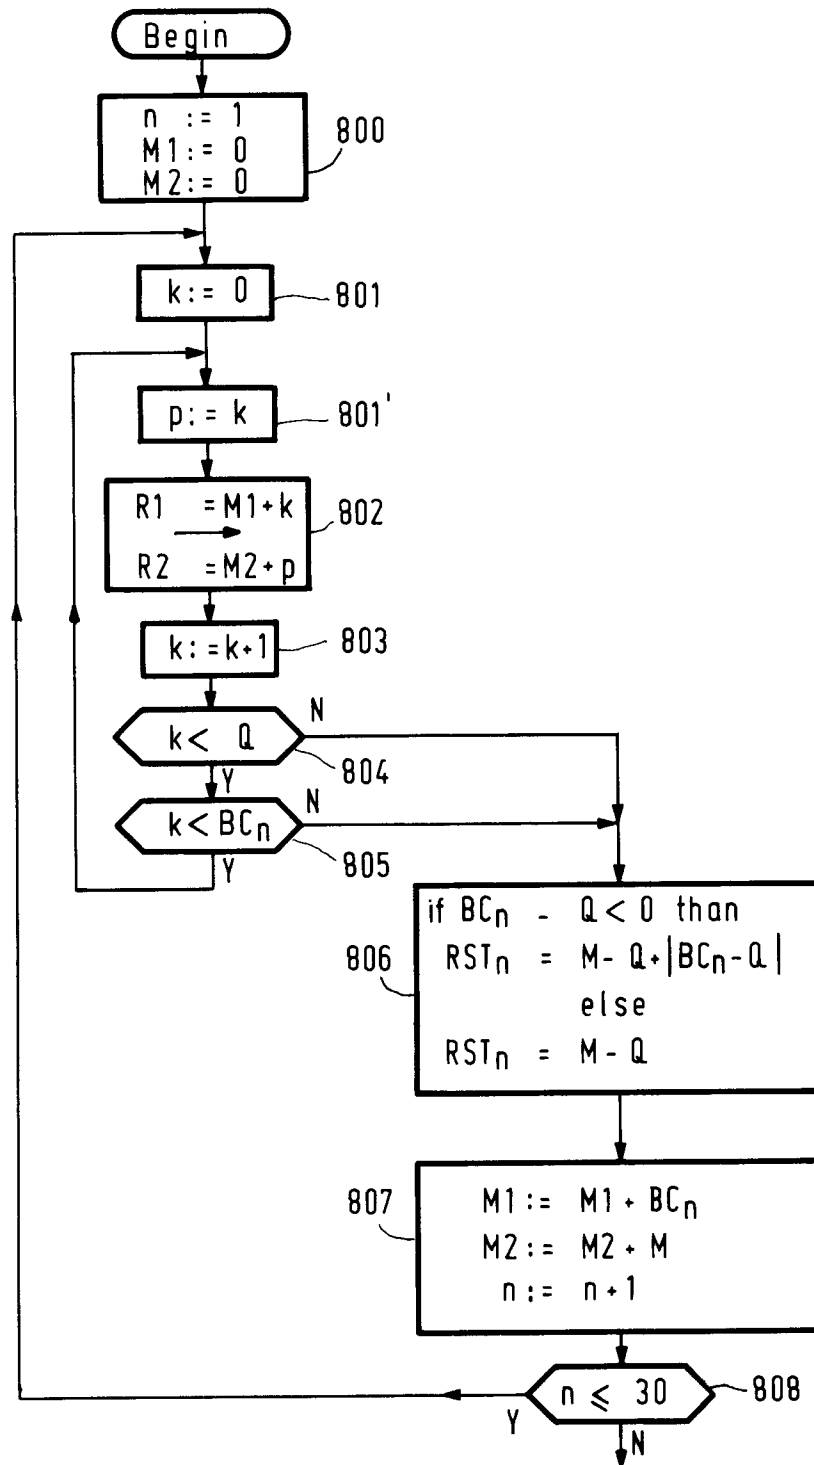 Begin
n := 1
M1:= 0
M2:= 0
800
k:= 0
801
p:= k
801'
R1 = M1+k
R2 = M2+p
802
k:=k+1
803
k < Q
N
804
Y
k < BCn
N
805
Y
if BCn - Q < 0 than
RSTn = M- Q+|BCn-Q|
else
RSTn = M-Q
806
M1:= M1 + BCn
M2:= M2 + M
n:= n+1
807
n ≤ 30
808
Y
N